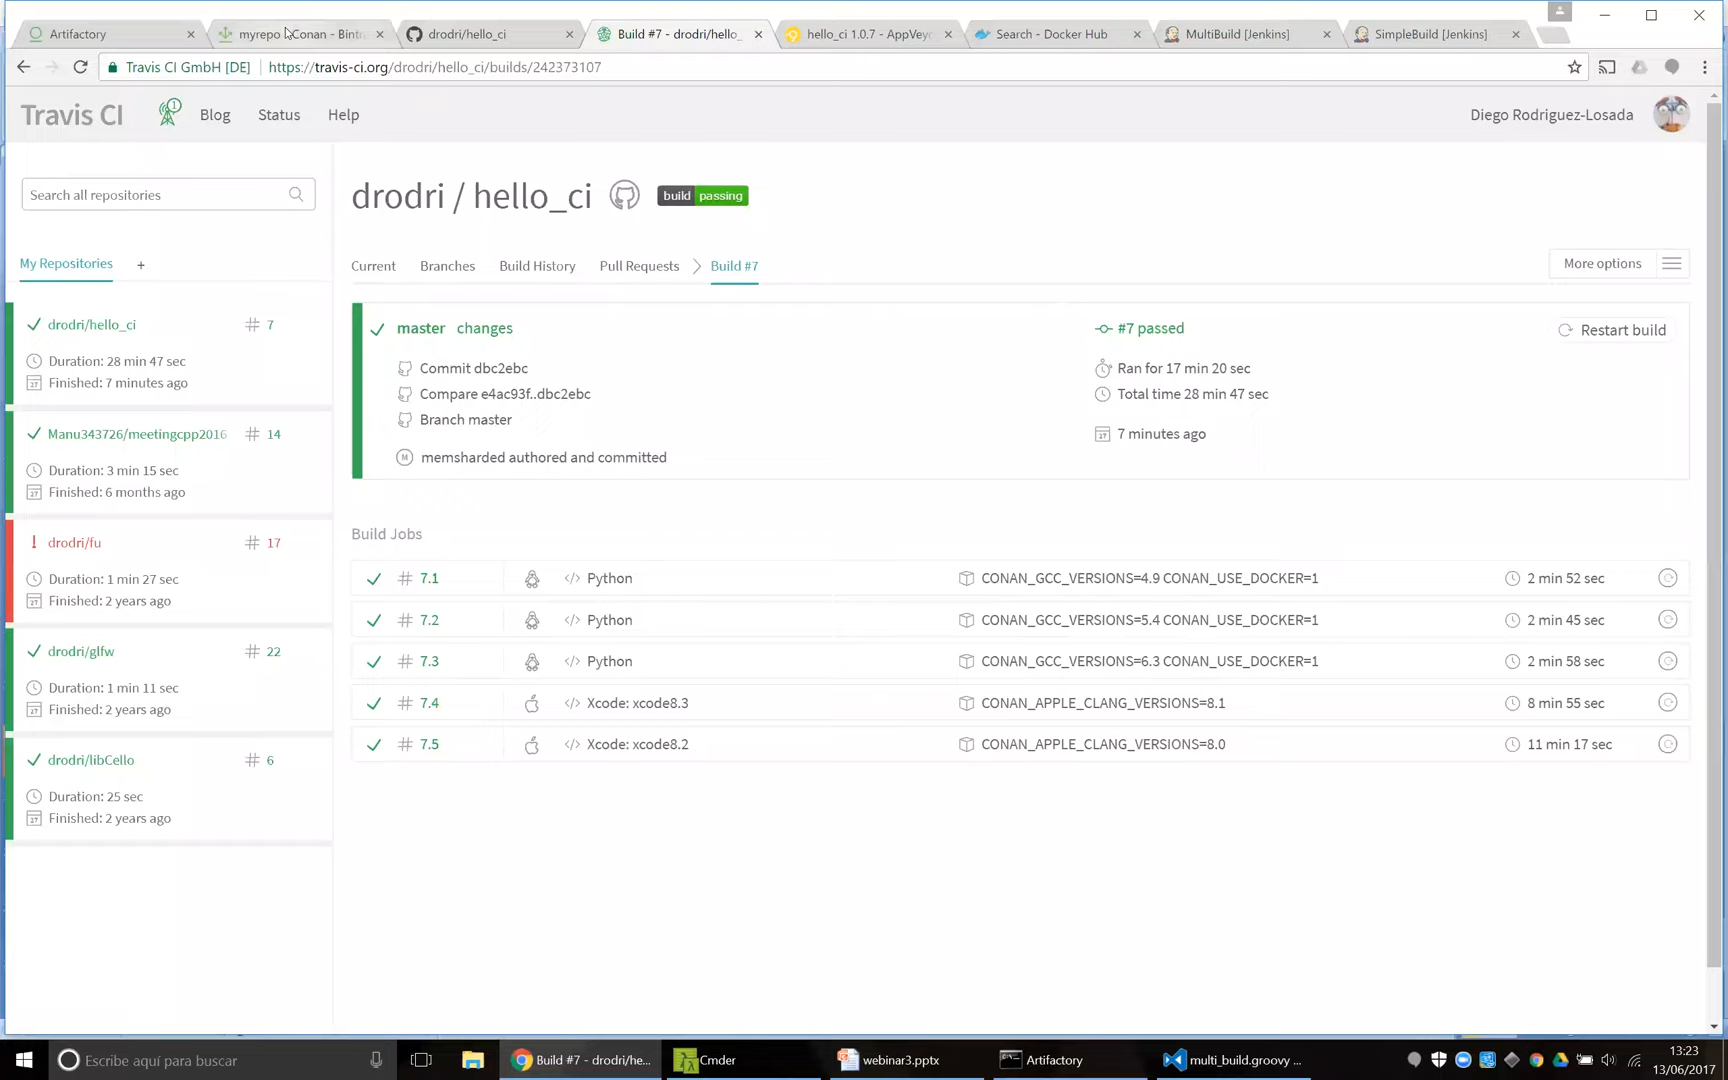 Artifactory
myrepo - Conan - Bintr
drodri/hello_ci
Build #7 - drodri/hello_
hello_ci 1.0.7 - AppVey
Search - Docker Hub
MultiBuild [Jenkins]
SimpleBuild [Jenkins]
Travis CI GmbH [DE] https://travis-ci.org/drodri/hello_ci/builds/242373107
Travis CI
1
Blog
Status
Help
Diego Rodriguez-Losada
Search all repositories
My Repositories +
drodri/hello_ci # 7
Duration: 28 min 47 sec
Finished: 7 minutes ago
Manu343726/meetingcpp2016 # 14
Duration: 3 min 15 sec
Finished: 6 months ago
! drodri/fu # 17
Duration: 1 min 27 sec
Finished: 2 years ago
drodri/glfw # 22
Duration: 1 min 11 sec
Finished: 2 years ago
drodri/libCello # 6
Duration: 25 sec
Finished: 2 years ago
drodri / hello_ci build passing
Current Branches Build History Pull Requests Build #7
More options
master changes
Commit dbc2ebc
Compare e4ac93f..dbc2ebc
Branch master
M memsharded authored and committed
#7 passed
Ran for 17 min 20 sec
Total time 28 min 47 sec
7 minutes ago
Restart build
Build Jobs
# 7.1 </> Python CONAN_GCC_VERSIONS=4.9 CONAN_USE_DOCKER=1 2 min 52 sec
# 7.2 </> Python CONAN_GCC_VERSIONS=5.4 CONAN_USE_DOCKER=1 2 min 45 sec
# 7.3 </> Python CONAN_GCC_VERSIONS=6.3 CONAN_USE_DOCKER=1 2 min 58 sec
# 7.4 </> Xcode: xcode8.3 CONAN_APPLE_CLANG_VERSIONS=8.1 8 min 55 sec
# 7.5 </> Xcode: xcode8.2 CONAN_APPLE_CLANG_VERSIONS=8.0 11 min 17 sec
Escribe aquí para buscar
Build #7 - drodri/he...
Cmder
webinar3.pptx
Artifactory
multi_build.groovy ...
13:23
13/06/2017